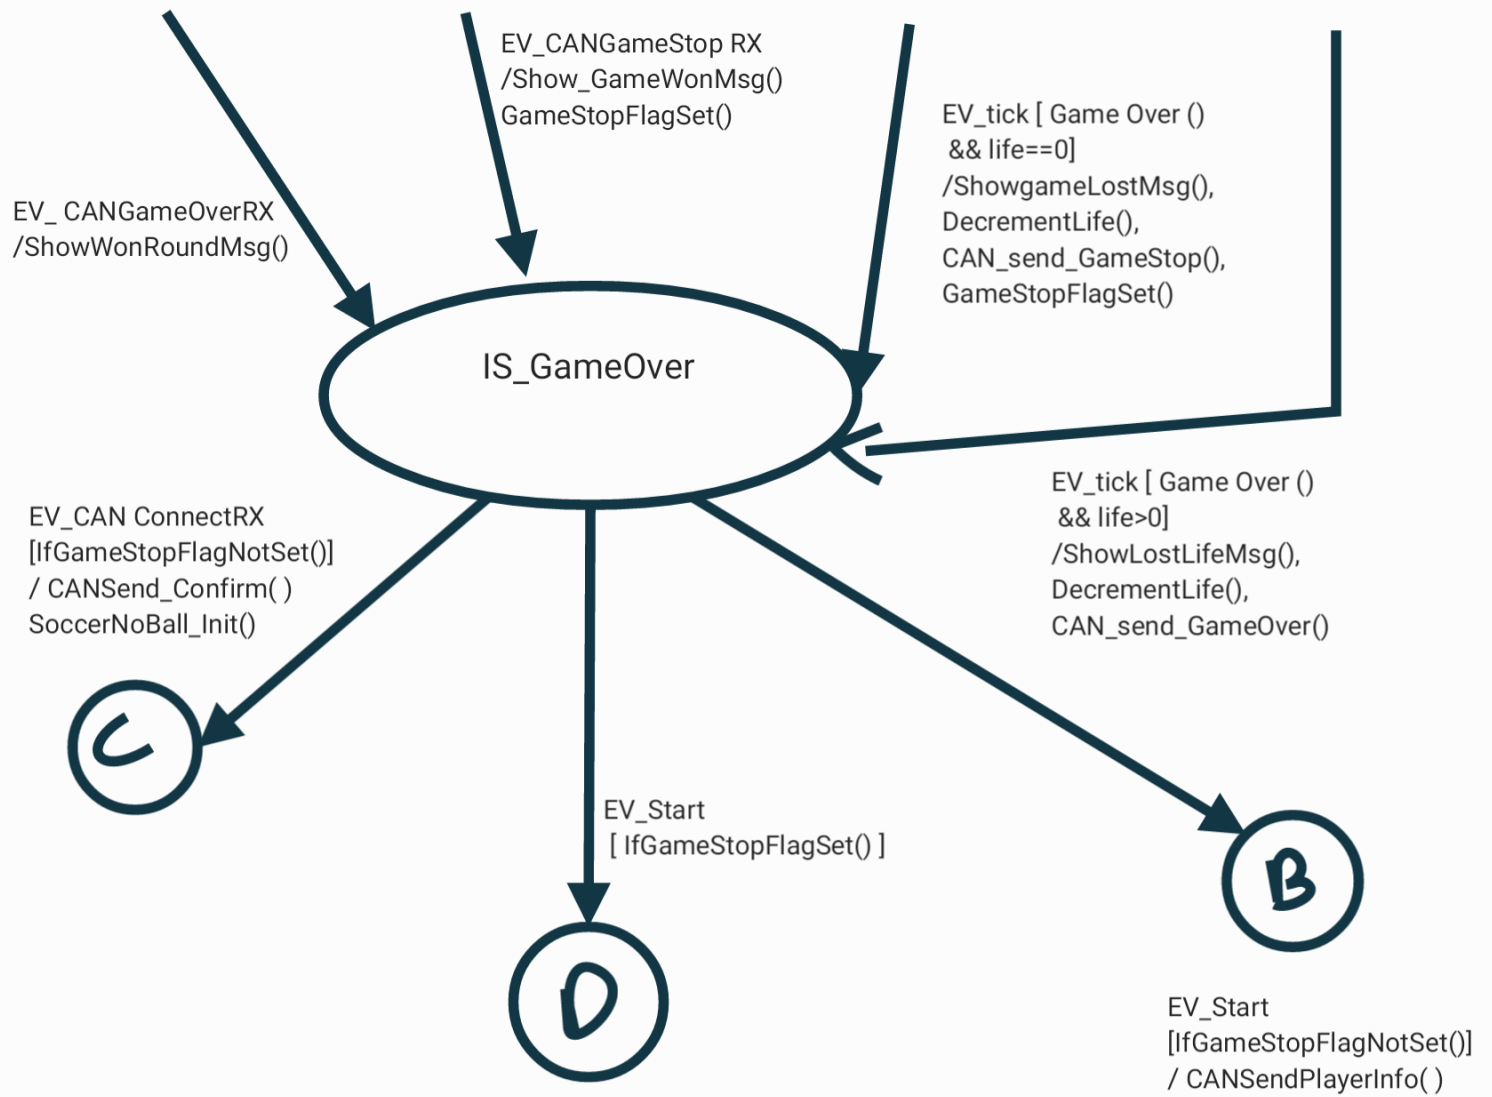 EV_CANGameStop RX
/Show_GameWonMsg()
GameStopFlagSet()
EV_tick [ Game Over ()
&& life==0]
/ShowgameLostMsg(),
DecrementLife(),
CAN_send_GameStop(),
GameStopFlagSet()
EV_ CANGameOverRX
/ShowWonRoundMsg()
IS_GameOver
EV_tick [ Game Over ()
&& life>0]
/ShowLostLifeMsg(),
DecrementLife(),
CAN_send_GameOver()
EV_CAN ConnectRX
[IfGameStopFlagNotSet()]
/ CANSend_Confirm( )
SoccerNoBall_Init()
C
EV_Start
[ IfGameStopFlagSet() ]
B
D
EV_Start
[IfGameStopFlagNotSet()]
/ CANSendPlayerInfo( )